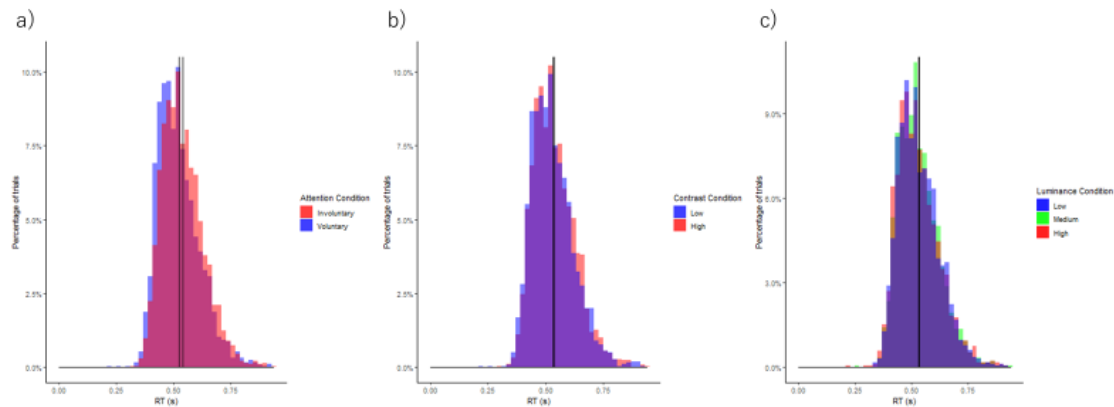 a)
Percentage of trials
10.0%
7.5%
5.0%
2.5%
0.0%
0.00
0.25
0.50
0.75
RT (s)
Attention Condition
Involuntary
Voluntary
b)
Percentage of trials
10.0%
7.5%
5.0%
2.5%
0.0%
0.00
0.25
0.50
0.75
RT (s)
Contrast Condition
Low
High
c)
Percentage of trials
9.0%
6.0%
3.0%
0.0%
0.00
0.25
0.50
0.75
RT (s)
Luminance Condition
Low
Medium
High